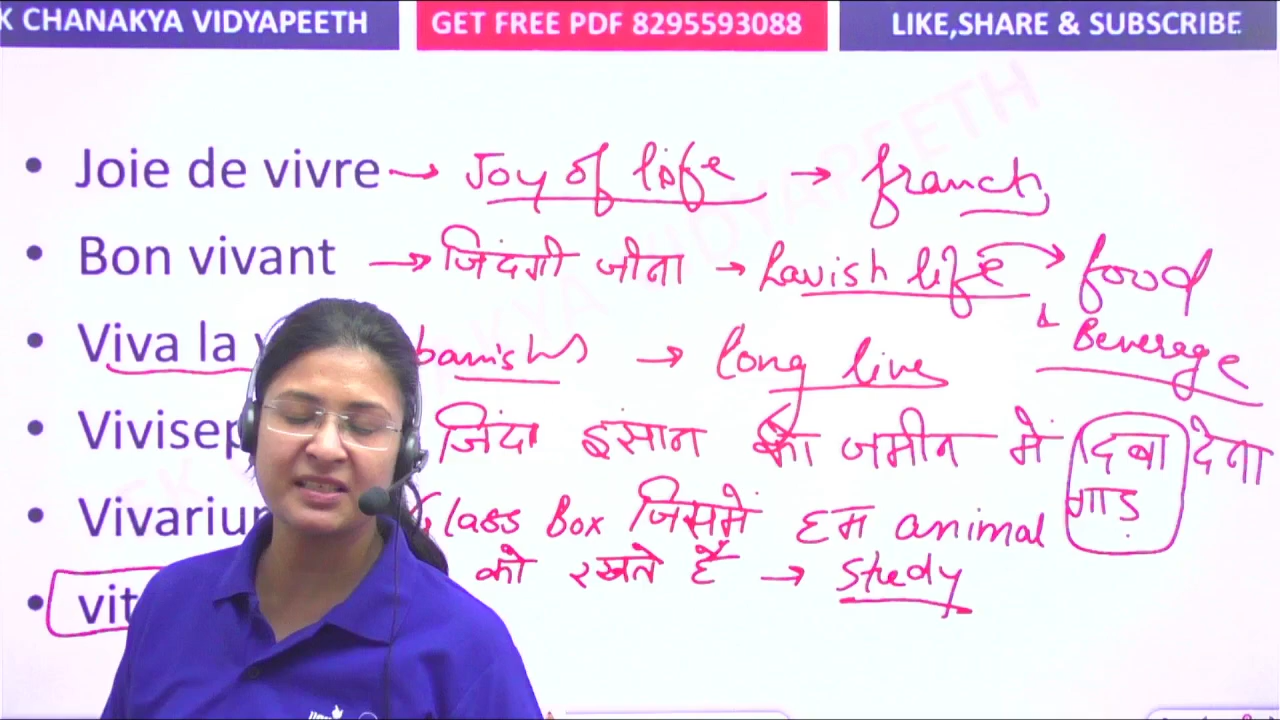 K CHANAKYA VIDYAPEETH
GET FREE PDF 8295593088
LIKE,SHARE & SUBSCRIBE
• Joie de vivre → Joy of life → franch
• Bon vivant → जिंदगी जीना → Lavish life → food
& Beverage
• Viva la → long live
• Vivisep जिंदा इंसान को जमीन में दबा देना
गाड़
• Vivariu Glass Box जिसमें हम animal
को रखते हैं → study
• vit